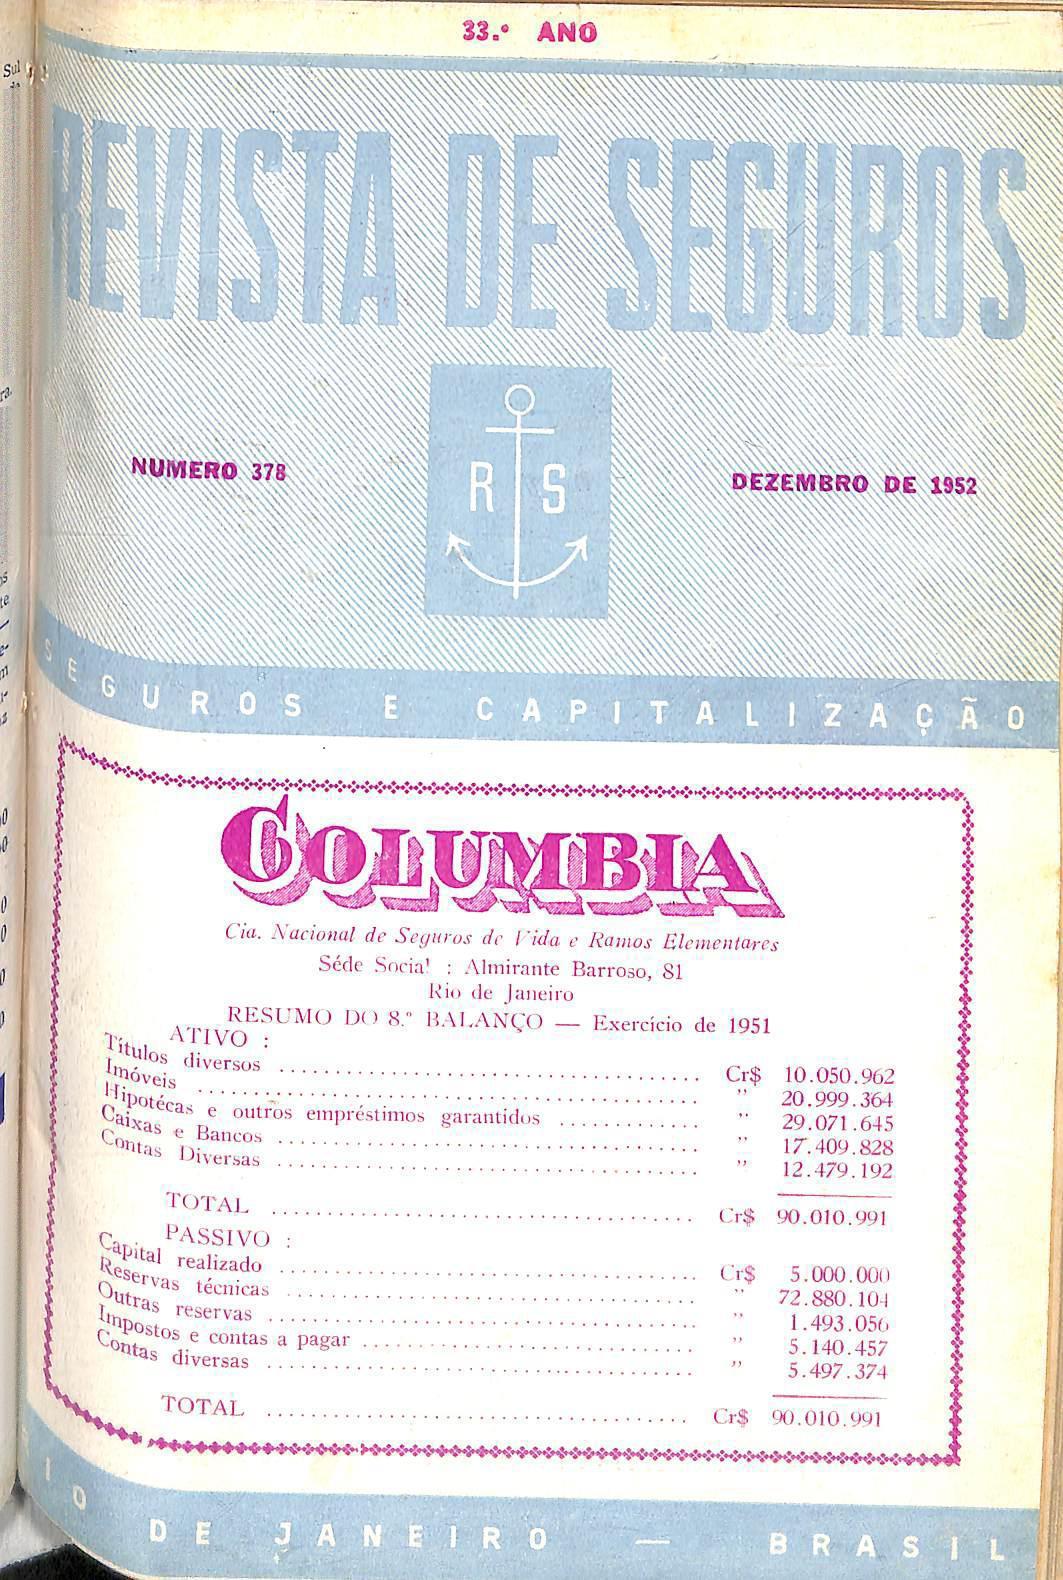 33.º ANO
REVISTA DE SEGUROS
NUMERO 378
R S
DEZEMBRO DE 1952
SEGUROS E CAPITALIZAÇÃO
COLUMBIA
Cia. Nacional de Seguros de Vida e Ramos Elementares
Séde Social : Almirante Barroso, 81
Rio de Janeiro
RESUMO DO 8.º BALANÇO — Exercício de 1951
ATIVO :
Títulos diversos ........ Cr$ 10.050.962
Imóveis ........ " 20.999.364
Hipotécas e outros empréstimos garantidos ........ " 29.071.645
Caixas e Bancos ........ " 17.409.828
Contas Diversas ........ " 12.479.192
TOTAL ........ Cr$ 90.010.991
PASSIVO :
Capital realizado ........ Cr$ 5.000.000
Reservas técnicas ........ " 72.880.104
Outras reservas ........ " 1.493.056
Impostos e contas a pagar ........ " 5.140.457
Contas diversas ........ " 5.497.374
TOTAL ........ Cr$ 90.010.991
IO DE JANEIRO — BRASIL